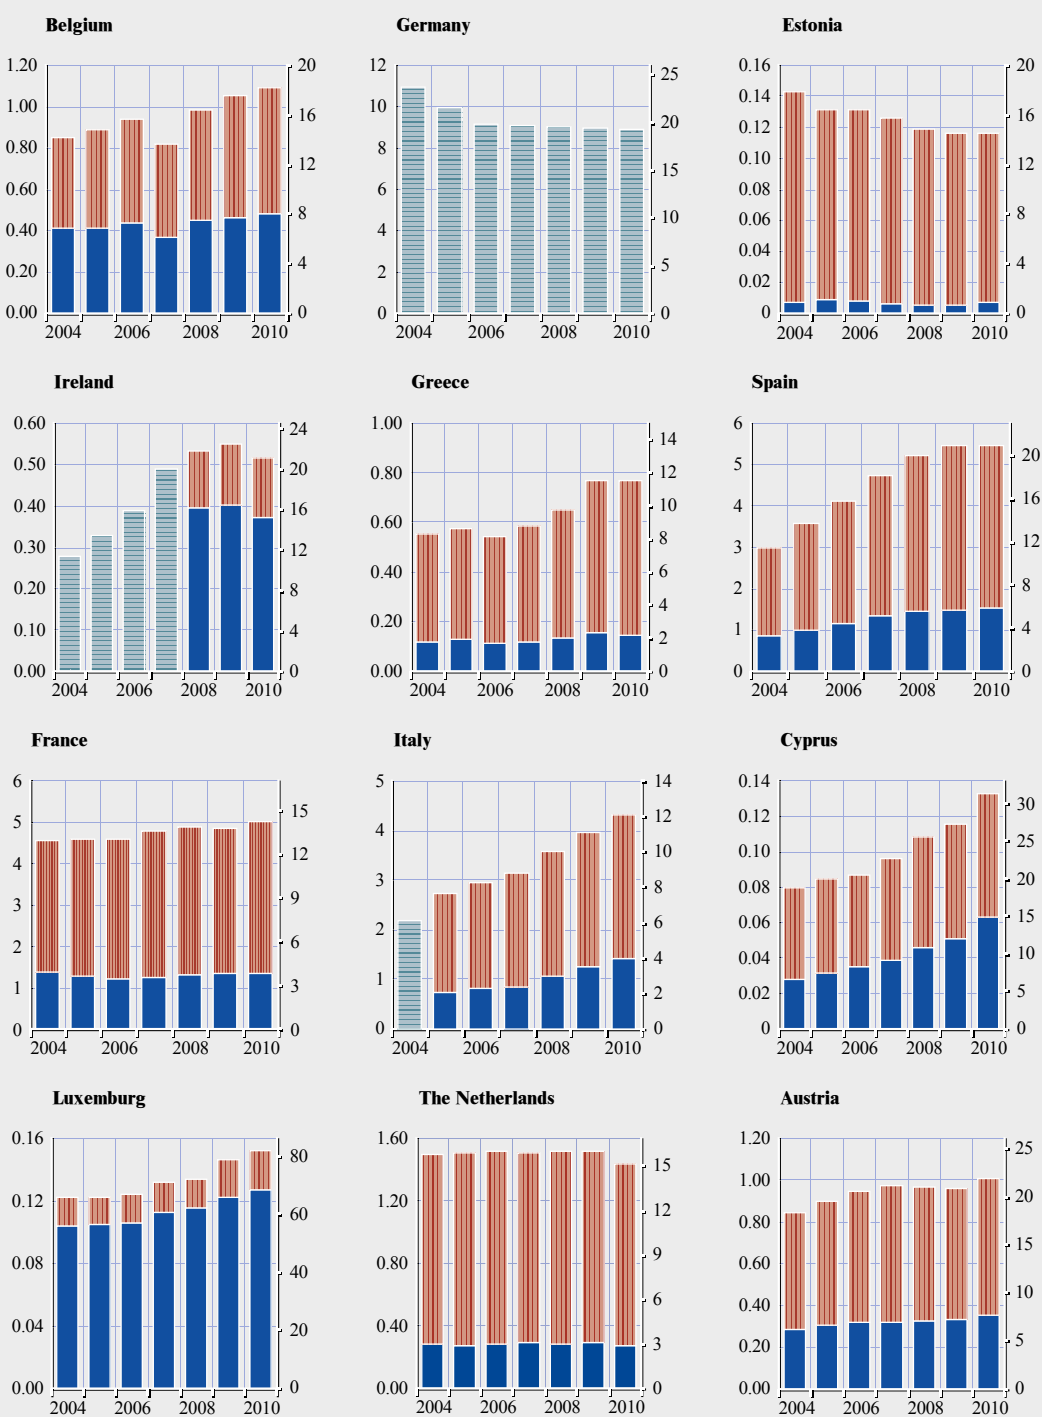 Belgium Germany Estonia
1.20 20 12 25 0.16 20
1.00 16 10 20 0.14 16
0.80 12 8 15 0.12 12
0.60 8 6 10 0.10 8
0.40 4 4 5 0.08 4
0.20 0 2 0 0.06 0
0.00 0 0.04
0.02
0
2004 2006 2008 2010 2004 2006 2008 2010 2004 2006 2008 2010
Ireland Greece Spain
0.60 24 1.00 14 6 20
0.50 20 0.80 12 5 16
0.40 16 0.60 10 4 12
0.30 12 0.40 8 3 8
0.20 8 0.20 6 2 4
0.10 4 0.00 4 1 0
0.00 0 2 0
0
2004 2006 2008 2010 2004 2006 2008 2010 2004 2006 2008 2010
France Italy Cyprus
6 15 5 14 0.14 30
5 12 4 12 0.12 25
4 9 3 10 0.10 20
3 6 2 8 0.08 15
2 3 1 6 0.06 10
1 0 0 4 0.04 5
0 2 0.02 0
0 0
2004 2006 2008 2010 2004 2006 2008 2010 2004 2006 2008 2010
Luxemburg The Netherlands Austria
0.16 80 1.60 15 1.20 25
0.12 60 1.20 12 1.00 20
0.08 40 0.80 9 0.80 15
0.04 20 0.40 6 0.60 10
0.00 0 0.00 3 0.40 5
0 0.20 0
0.00
2004 2006 2008 2010 2004 2006 2008 2010 2004 2006 2008 2010